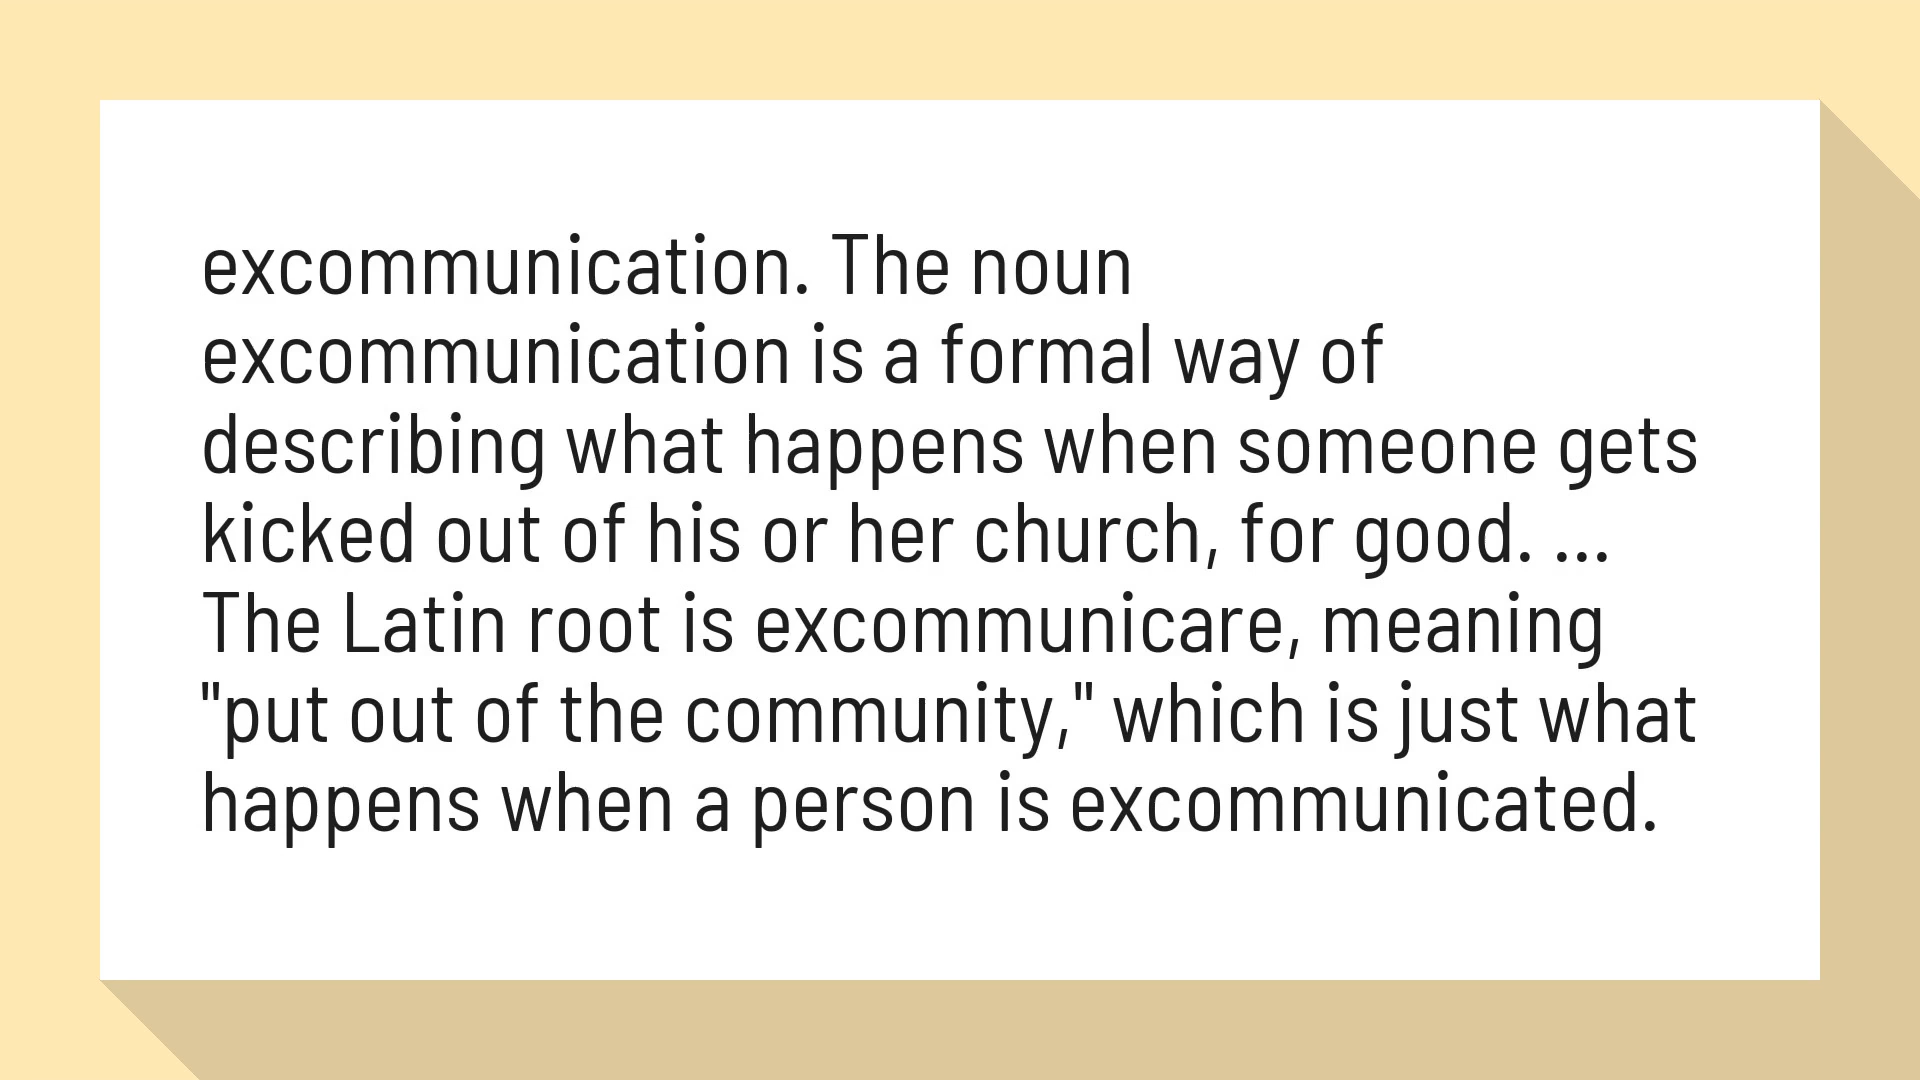 excommunication. The noun
excommunication is a formal way of
describing what happens when someone gets
kicked out of his or her church, for good. ...
The Latin root is excommunicare, meaning
"put out of the community," which is just what
happens when a person is excommunicated.